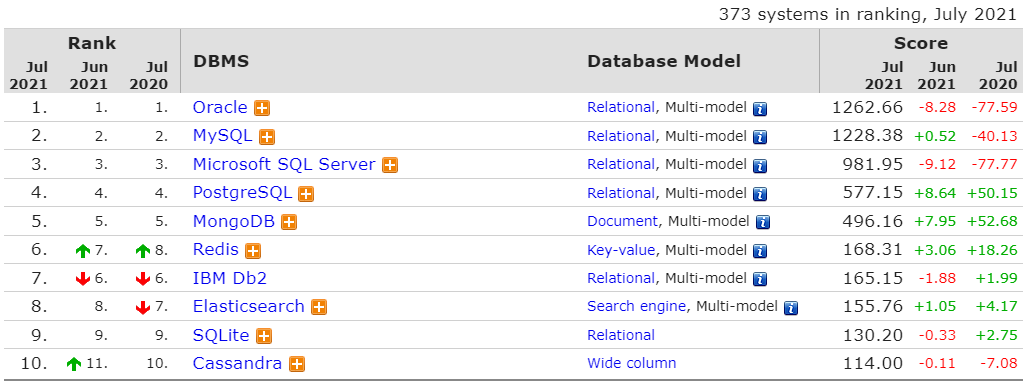 373 systems in ranking, July 2021
Rank DBMS Database Model Score
Jul 2021 Jun 2021 Jul 2020 Jul 2021 Jun 2021 Jul 2020
1. 1. 1. Oracle Relational, Multi-model 1262.66 -8.28 -77.59
2. 2. 2. MySQL Relational, Multi-model 1228.38 +0.52 -40.13
3. 3. 3. Microsoft SQL Server Relational, Multi-model 981.95 -9.12 -77.77
4. 4. 4. PostgreSQL Relational, Multi-model 577.15 +8.64 +50.15
5. 5. 5. MongoDB Document, Multi-model 496.16 +7.95 +52.68
6. 7. 8. Redis Key-value, Multi-model 168.31 +3.06 +18.26
7. 6. 6. IBM Db2 Relational, Multi-model 165.15 -1.88 +1.99
8. 8. 7. Elasticsearch Search engine, Multi-model 155.76 +1.05 +4.17
9. 9. 9. SQLite Relational 130.20 -0.33 +2.75
10. 11. 10. Cassandra Wide column 114.00 -0.11 -7.08